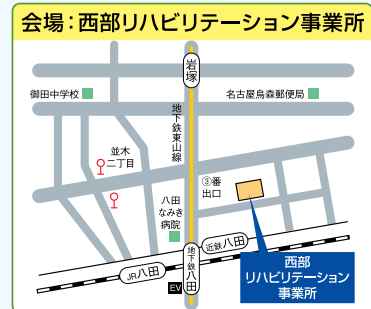 会場：西部リハビリテーション事業所
岩塚
御田中学校
名古屋烏森郵便局
地下鉄東山線
並木
二丁目
③番
出口
八田
なみき
病院
近鉄八田
地下鉄八田
JR八田
EV
西部
リハビリテーション
事業所